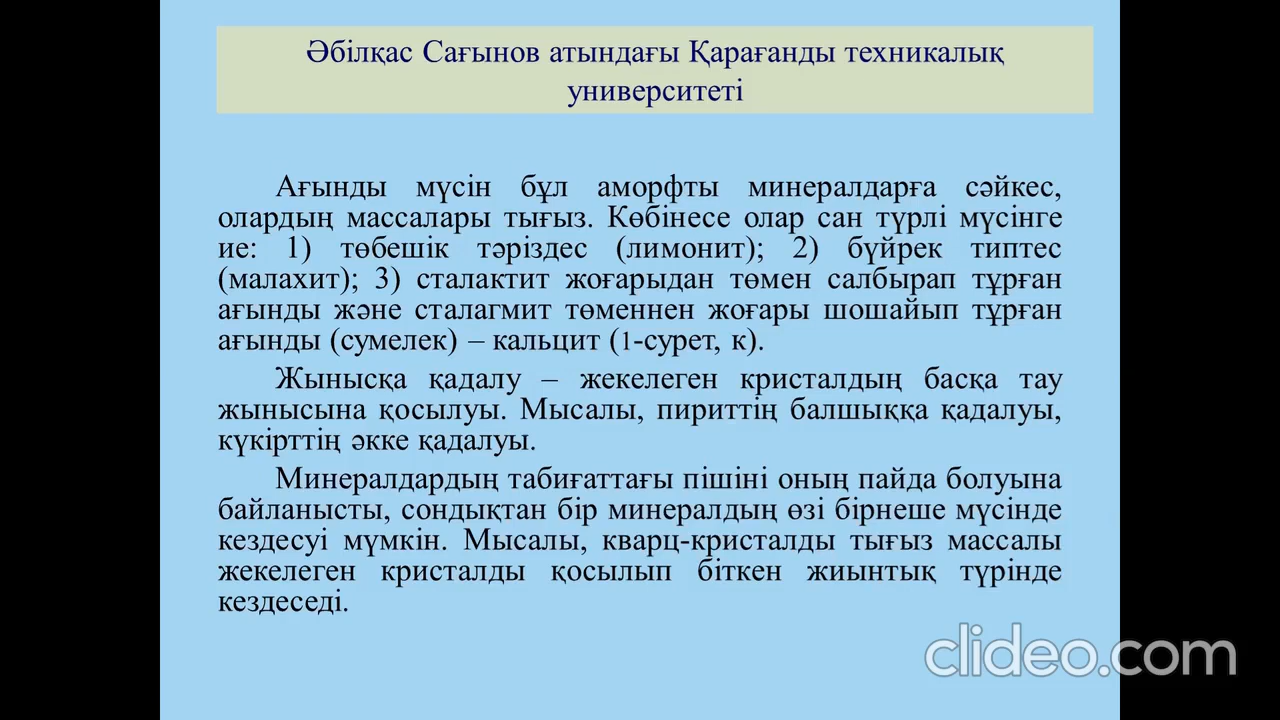 Әбілқас Сағынов атындағы Қарағанды техникалық
университеті
Ағынды мүсін бұл аморфты минералдарға сәйкес,
олардың массалары тығыз. Көбінесе олар сан түрлі мүсінге
ие: 1) төбешік тәріздес (лимонит); 2) бүйрек типтес
(малахит); 3) сталактит жоғарыдан төмен салбырап тұрған
ағынды және сталагмит төменнен жоғары шошайып тұрған
ағынды (сумелек) – кальцит (1-сурет, к).
Жынысқа қадалу – жекелеген кристалдың басқа тау
жынысына қосылуы. Мысалы, пириттің балшыққа қадалуы,
күкірттің әкке қадалуы.
Минералдардың табиғаттағы пішіні оның пайда болуына
байланысты, сондықтан бір минералдың өзі бірнеше мүсінде
кездесуі мүмкін. Мысалы, кварц-кристалды тығыз массалы
жекелеген кристалды қосылып біткен жиынтық түрінде
кездеседі.
clideo.com